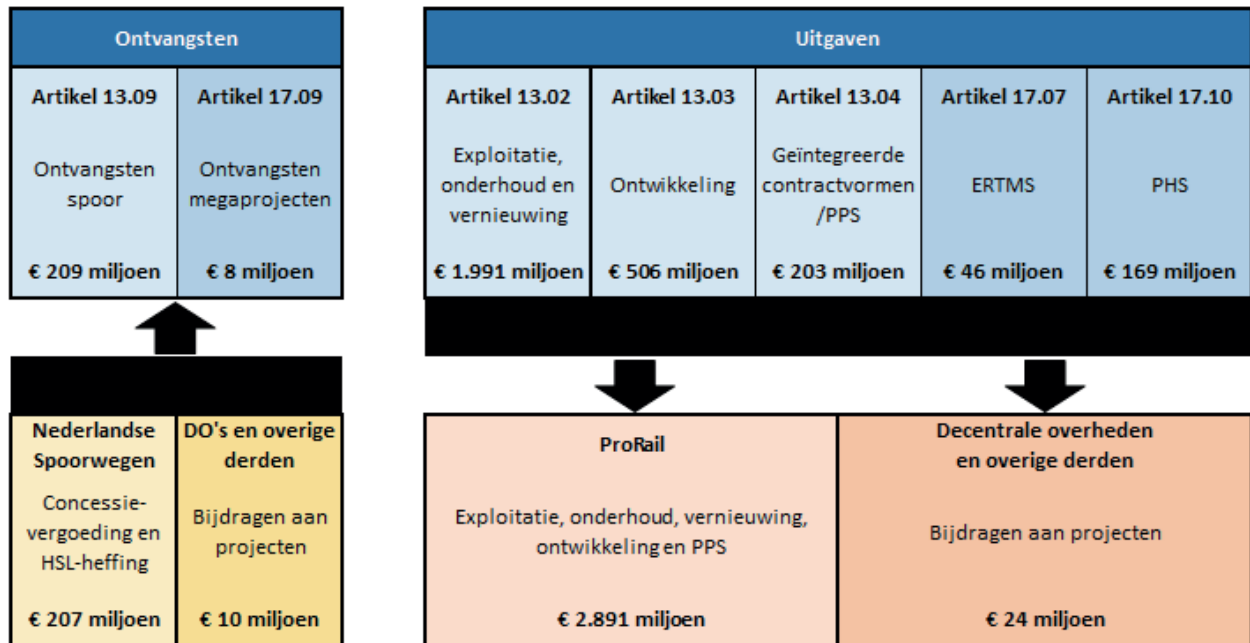 Ontvangsten
Artikel 13.09
Ontvangsten
spoor
€ 209 miljoen
Artikel 17.09
Ontvangsten
megaprojecten
€ 8 miljoen
Uitgaven
Artikel 13.02
Exploitatie,
onderhoud en
vernieuwing
€ 1.991 miljoen
Artikel 13.03
Ontwikkeling
€ 506 miljoen
Artikel 13.04
Geïntegreerde
contractvormen
/PPS
€ 203 miljoen
Artikel 17.07
ERTMS
€ 46 miljoen
Artikel 17.10
PHS
€ 169 miljoen
Nederlandse
Spoorwegen
Concessie-
vergoeding en
HSL-heffing
€ 207 miljoen
DO's en overige
derden
Bijdragen aan
projecten
€ 10 miljoen
ProRail
Exploitatie, onderhoud, vernieuwing,
ontwikkeling en PPS
€ 2.891 miljoen
Decentrale overheden
en overige derden
Bijdragen aan projecten
€ 24 miljoen